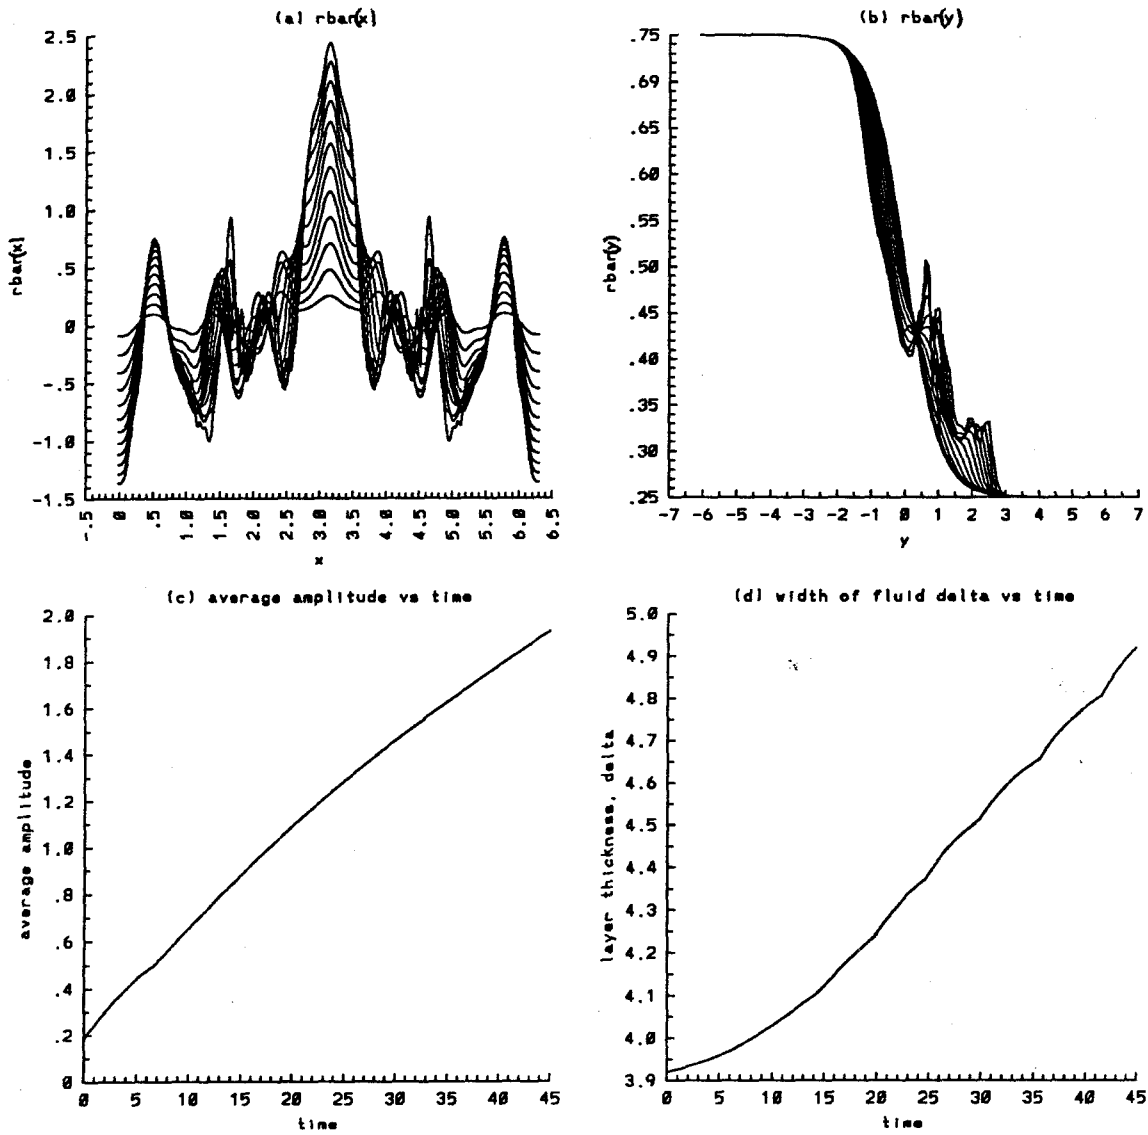 (a) rbar(x)
2.5
2.0
1.5
1.0
.5
0
-.5
-1.0
-1.5
rbar(x)
-.5 0 .5 1.0 1.5 2.0 2.5 3.0 3.5 4.0 4.5 5.0 5.5 6.0 6.5
x
(b) rbar(y)
.75
.69
.65
.60
.55
.50
.45
.40
.35
.30
.25
rbar(y)
-7 -6 -5 -4 -3 -2 -1 0 1 2 3 4 5 6 7
y
(c) average amplitude vs time
2.0
1.8
1.6
1.4
1.2
1.0
.8
.6
.4
.2
0
average amplitude
0 5 10 15 20 25 30 35 40 45
time
(d) width of fluid delta vs time
5.0
4.9
4.8
4.7
4.6
4.5
4.4
4.3
4.2
4.1
4.0
3.9
layer thickness, delta
0 5 10 15 20 25 30 35 40 45
time